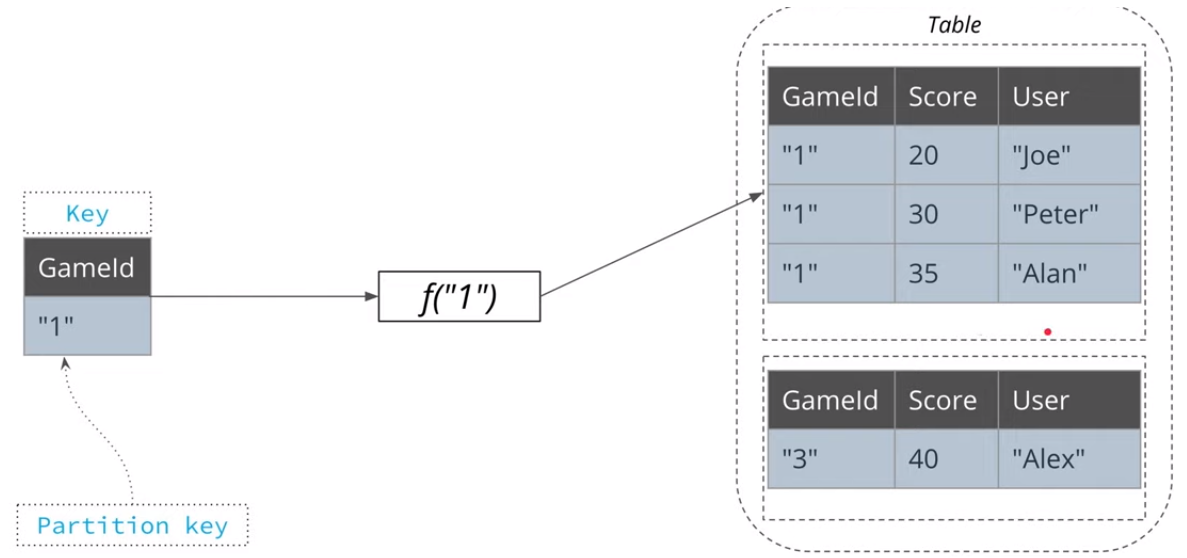 Table
GameId Score User
"1" 20 "Joe"
"1" 30 "Peter"
"1" 35 "Alan"
Key
GameId
"1"
f("1")
GameId Score User
"3" 40 "Alex"
Partition key